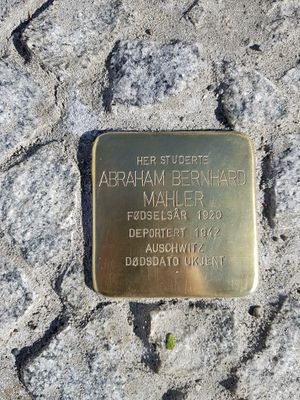 HER STUDERTE
ABRAHAM BERNHARD
MAHLER
FØDSELSÅR 1920
DEPORTERT 1942
AUSCHWITZ
DØDSDATO UKJENT